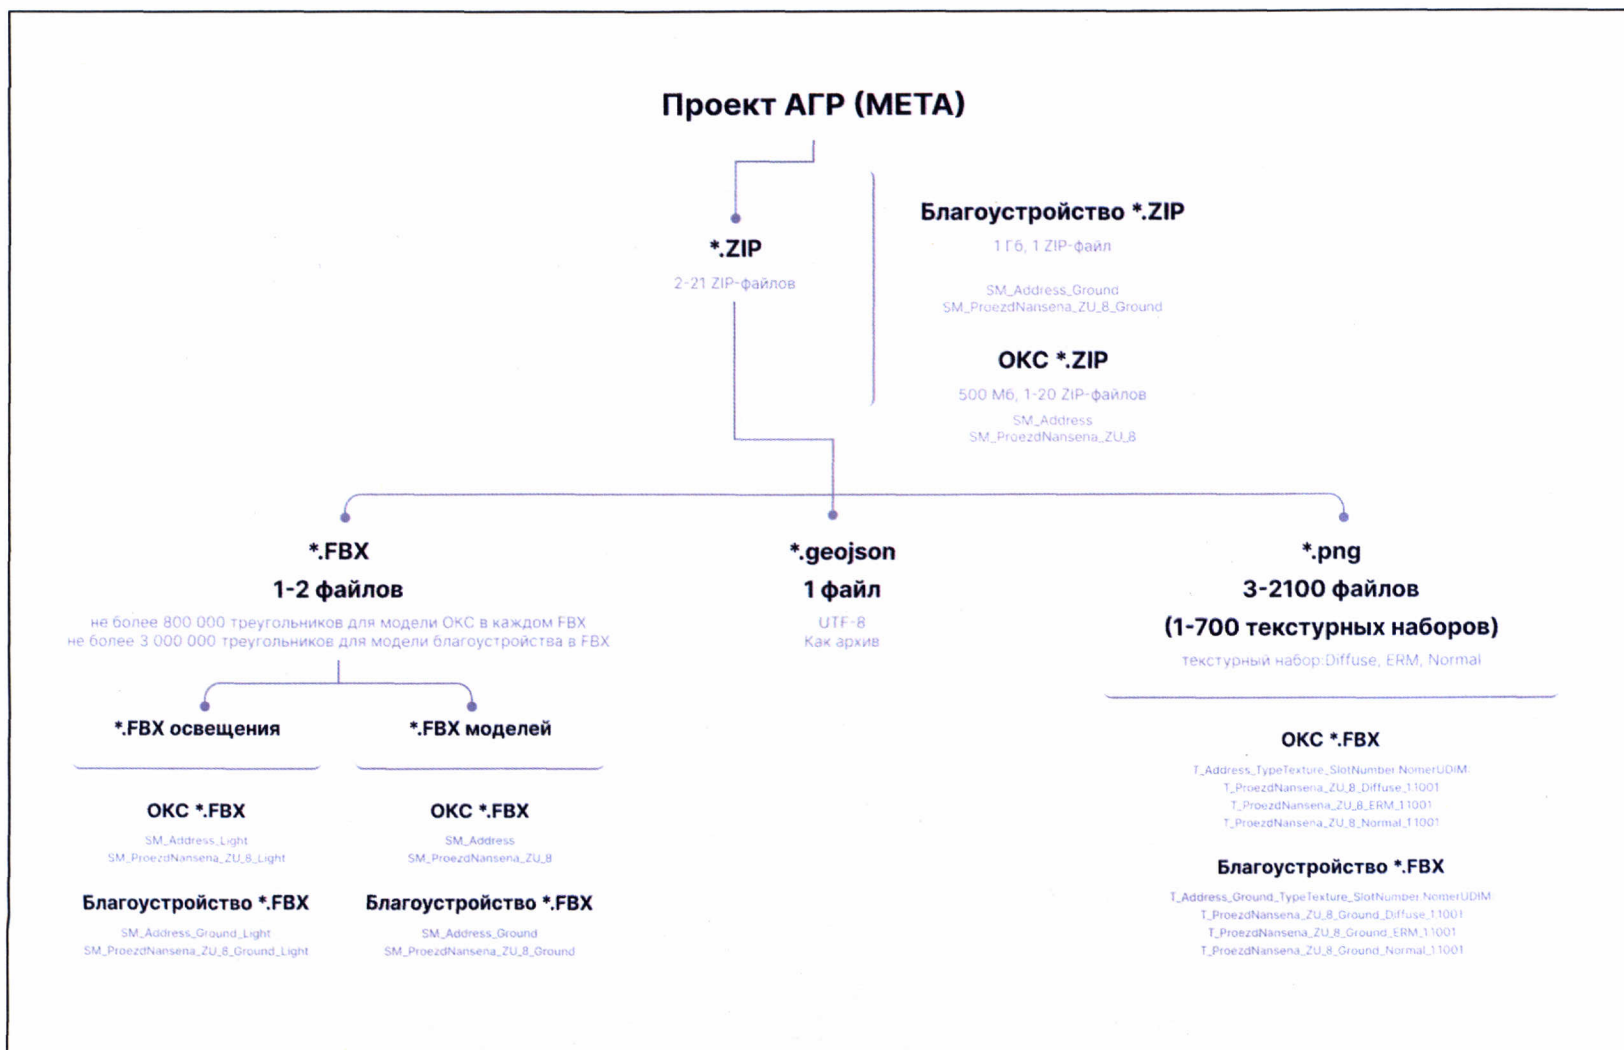 Проект АГР (МЕТА)
*.ZIP
2-21 ZIP-файлов
Благоустройство *.ZIP
1 Гб, 1 ZIP-файл
SM_Address_Ground
SM_ProezdNansena_ZU_8_Ground
ОКС *.ZIP
500 Мб, 1-20 ZIP-файлов
SM_Address
SM_ProezdNansena_ZU_8
*.FBX
1-2 файлов
не более 800 000 треугольников для модели ОКС в каждом FBX
не более 3 000 000 треугольников для модели благоустройства в FBX
*.FBX освещения
ОКС *.FBX
SM_Address_Light
SM_ProezdNansena_ZU_8_Light
Благоустройство *.FBX
SM_Address_Ground_Light
SM_ProezdNansena_ZU_8_Ground_Light
*.FBX моделей
ОКС *.FBX
SM_Address
SM_ProezdNansena_ZU_8
Благоустройство *.FBX
SM_Address_Ground
SM_ProezdNansena_ZU_8_Ground
*.geojson
1 файл
UTF-8
Как архив
*.png
3-2100 файлов
(1-700 текстурных наборов)
текстурный набор:Diffuse, ERM, Normal
ОКС *.FBX
T_Address_TypeTexture_SlotNumber.NomerUDIM:
T_ProezdNansena_ZU_8_Diffuse_1.1001
T_ProezdNansena_ZU_8_ERM_1.1001
T_ProezdNansena_ZU_8_Normal_1.1001
Благоустройство *.FBX
T_Address_Ground_TypeTexture_SlotNumber.NomerUDIM:
T_ProezdNansena_ZU_8_Ground_Diffuse_1.1001
T_ProezdNansena_ZU_8_Ground_ERM_1.1001
T_ProezdNansena_ZU_8_Ground_Normal_1.1001